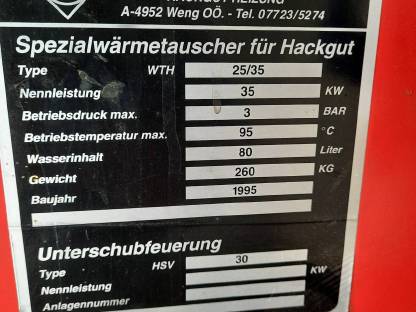 A-4952 Weng OÖ. - Tel. 07723/5274
Spezialwärmetauscher für Hackgut
Type WTH 25/35
Nennleistung 35 KW
Betriebsdruck max. 3 BAR
Betriebstemperatur max. 95 °C
Wasserinhalt 80 Liter
Gewicht 260 KG
Baujahr 1995
Unterschubfeuerung
Type HSV 30
Nennleistung KW
Anlagennummer